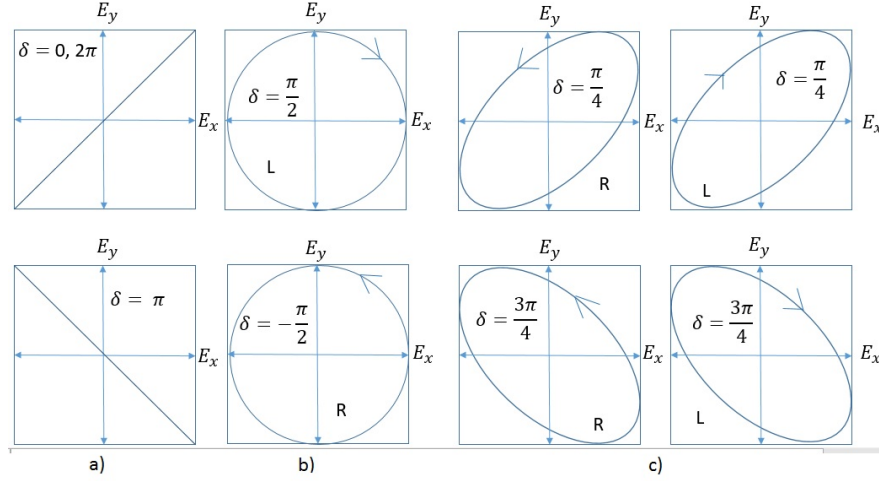 E_y
E_y
E_y
E_y
δ = 0, 2π
δ = π/2
δ = π/4
δ = π/4
E_x
E_x
E_x
E_x
L
R
L
E_y
E_y
E_y
E_y
δ = π
δ = −π/2
δ = 3π/4
δ = 3π/4
E_x
E_x
E_x
E_x
R
R
L
a)
b)
c)